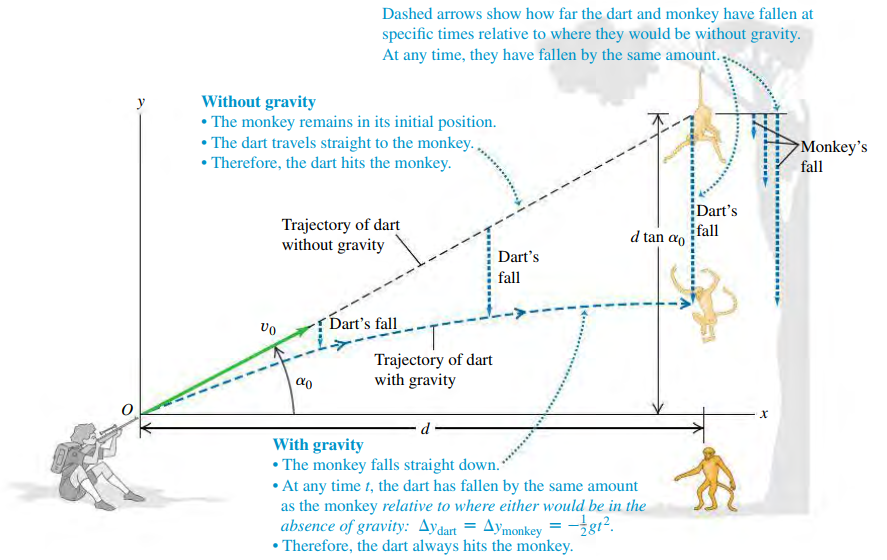 Dashed arrows show how far the dart and monkey have fallen at
specific times relative to where they would be without gravity.
At any time, they have fallen by the same amount.
y
Without gravity
• The monkey remains in its initial position.
• The dart travels straight to the monkey.
• Therefore, the dart hits the monkey.
Monkey's
fall
Trajectory of dart
without gravity
Dart's
fall
d tan α₀
Dart's
fall
v₀
Dart's fall
Trajectory of dart
with gravity
α₀
O
x
d
With gravity
• The monkey falls straight down.
• At any time t, the dart has fallen by the same amount
as the monkey relative to where either would be in the
absence of gravity: Δy_dart = Δy_monkey = −½gt².
• Therefore, the dart always hits the monkey.